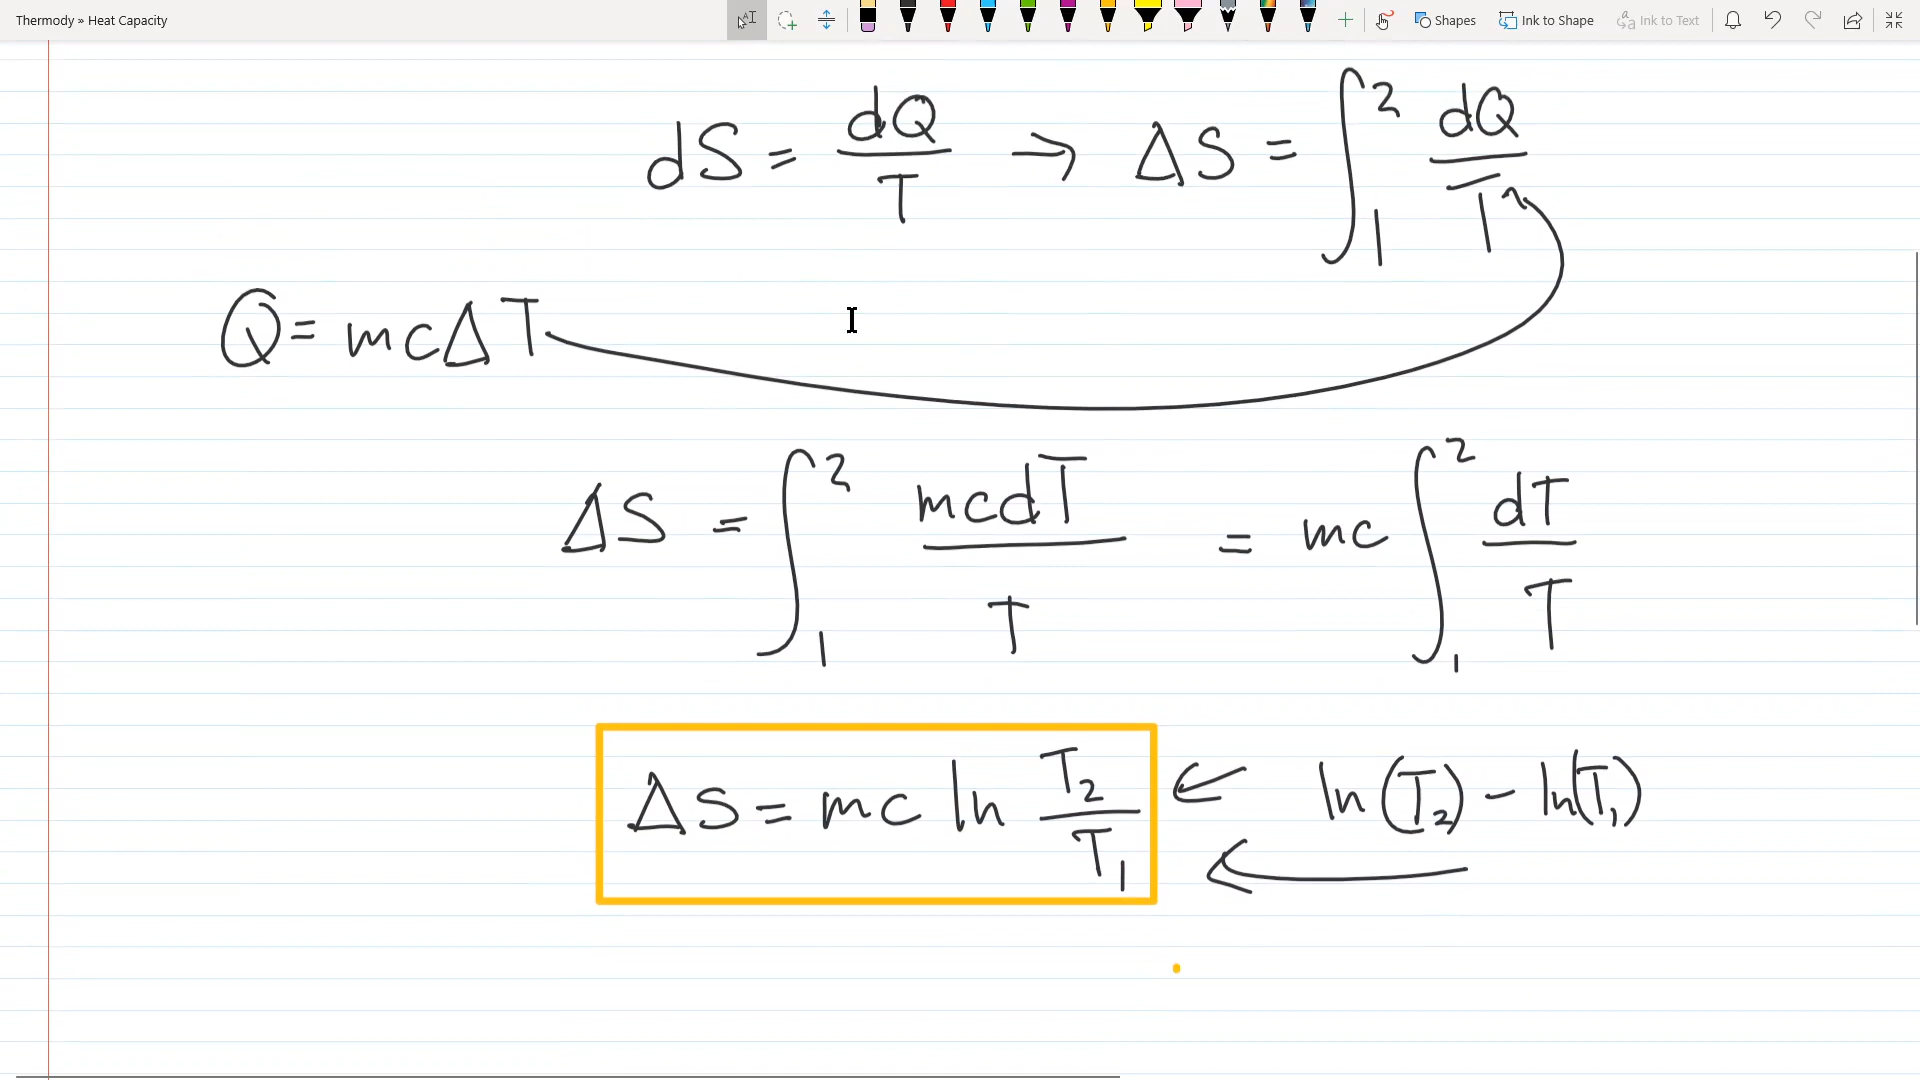 Thermody » Heat Capacity
Shapes Ink to Shape Ink to Text
dS = dQ/T → ΔS = ∫₁² dQ/T
Q = mcΔT
ΔS = ∫₁² mcdT/T = mc ∫₁² dT/T
ΔS = mc ln T₂/T₁ ← ln(T₂) - ln(T₁)
←